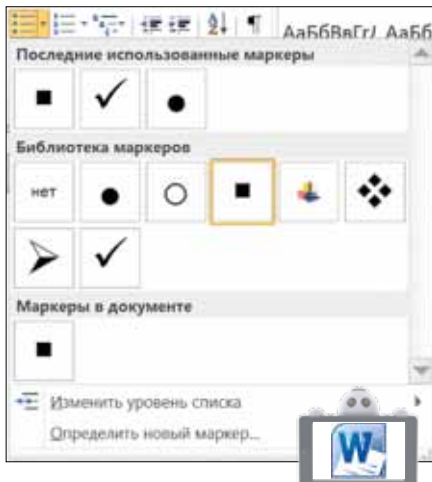 АаБбВвГг, АаБб
Последние использованные маркеры
Библиотека маркеров
нет
Маркеры в документе
Изменить уровень списка
Определить новый маркер...
W